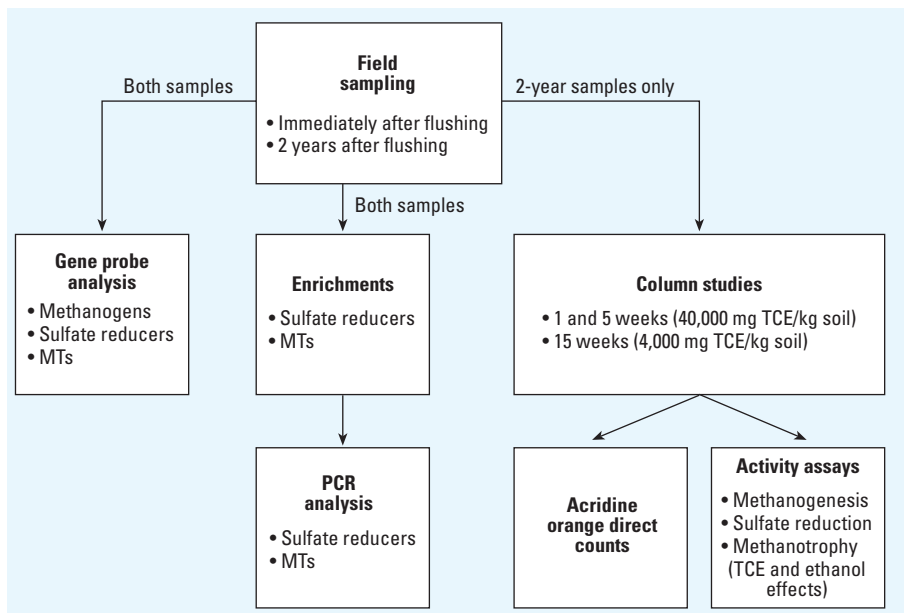 Field
sampling
• Immediately after flushing
• 2 years after flushing
Both samples
2-year samples only
Both samples
Gene probe
analysis
• Methanogens
• Sulfate reducers
• MTs
Enrichments
• Sulfate reducers
• MTs
Column studies
• 1 and 5 weeks (40,000 mg TCE/kg soil)
• 15 weeks (4,000 mg TCE/kg soil)
PCR
analysis
• Sulfate reducers
• MTs
Acridine
orange direct
counts
Activity assays
• Methanogenesis
• Sulfate reduction
• Methanotrophy
(TCE and ethanol
effects)